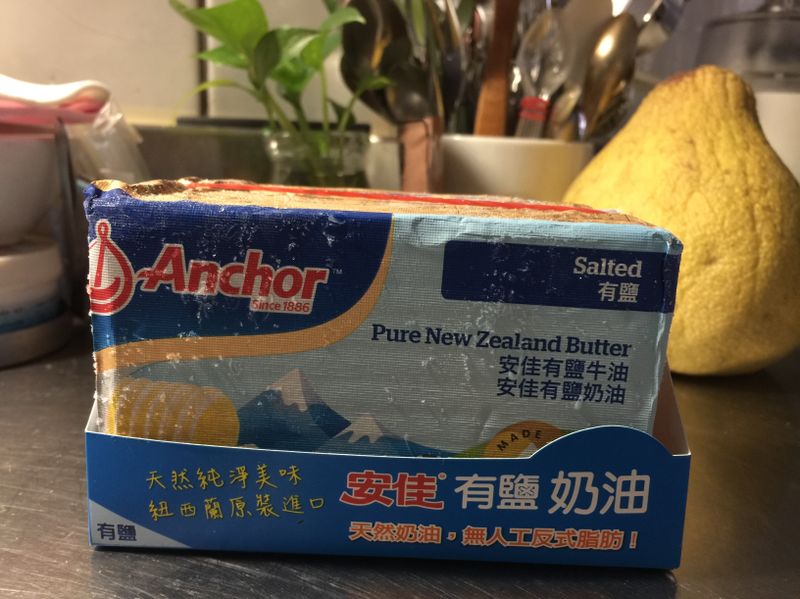 Anchor™
Since 1886
Salted
有鹽
Pure New Zealand Butter
安佳有鹽牛油
安佳有鹽奶油
MADE
天然純淨美味
紐西蘭原裝進口
有鹽
安佳® 有鹽 奶油
天然奶油，無人工反式脂肪！